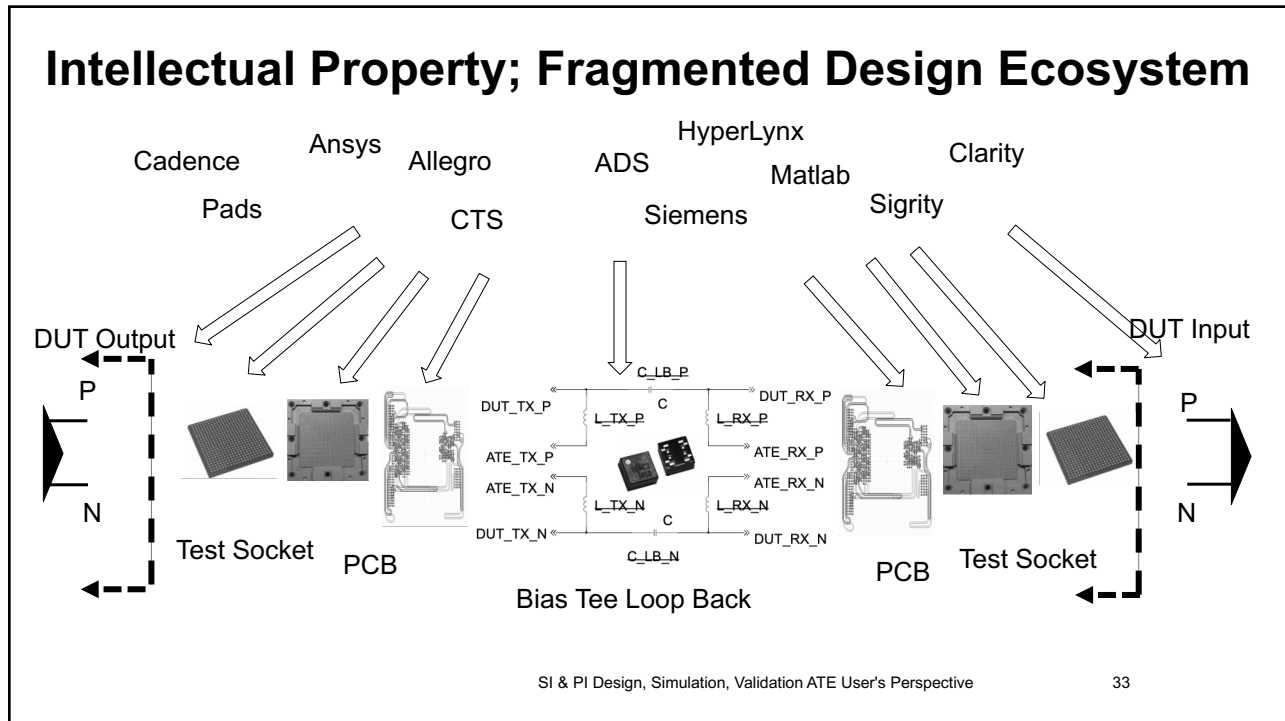 Intellectual Property; Fragmented Design Ecosystem
Cadence
Ansys
Allegro
ADS
HyperLynx
Matlab
Clarity
Pads
CTS
Siemens
Sigrity
DUT Output
DUT Input
P
N
P
N
C_LB_P
C
DUT_TX_P
DUT_RX_P
L_TX_P
L_RX_P
ATE_TX_P
ATE_RX_P
ATE_TX_N
ATE_RX_N
L_TX_N
L_RX_N
C
DUT_TX_N
DUT_RX_N
C_LB_N
Test Socket
PCB
Bias Tee Loop Back
PCB
Test Socket
SI & PI Design, Simulation, Validation ATE User's Perspective
33